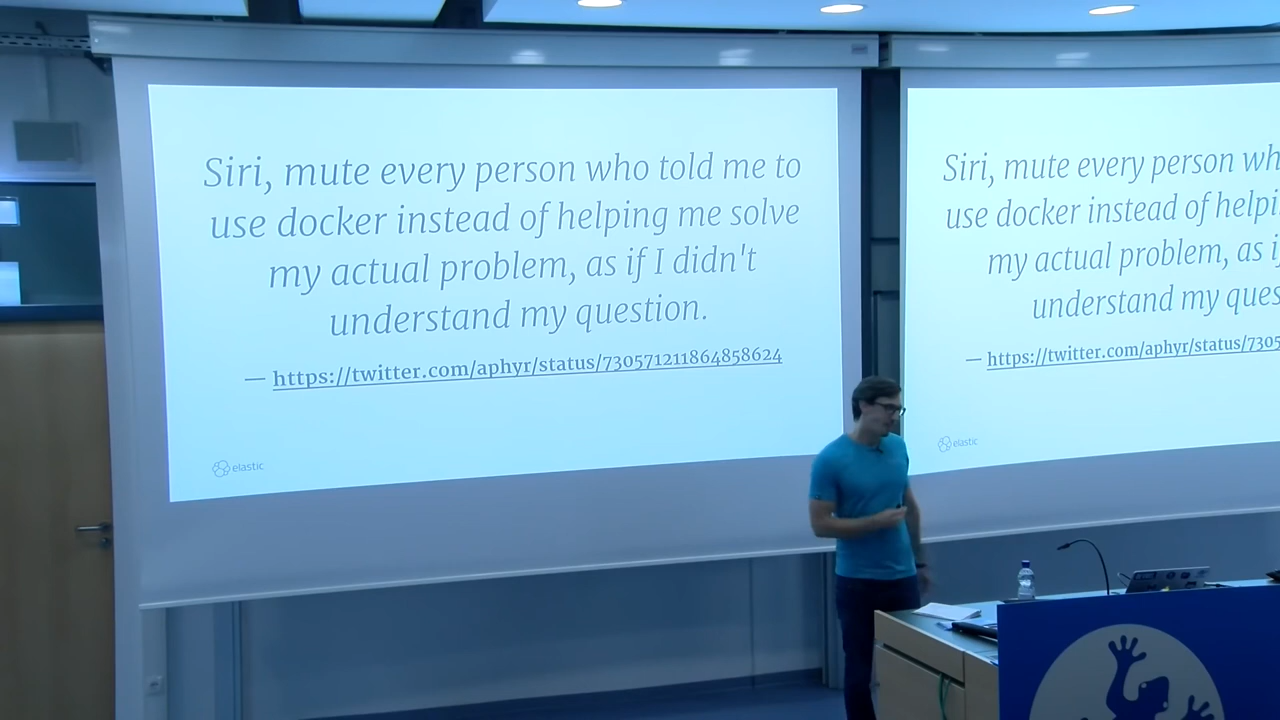 Siri, mute every person who told me to
use docker instead of helping me solve
my actual problem, as if I didn't
understand my question.
— https://twitter.com/aphyr/status/730571211864858624
elastic
Siri, mute every person wh
use docker instead of helpi
my actual problem, as if
understand my ques
— https://twitter.com/aphyr/status/7305
elastic